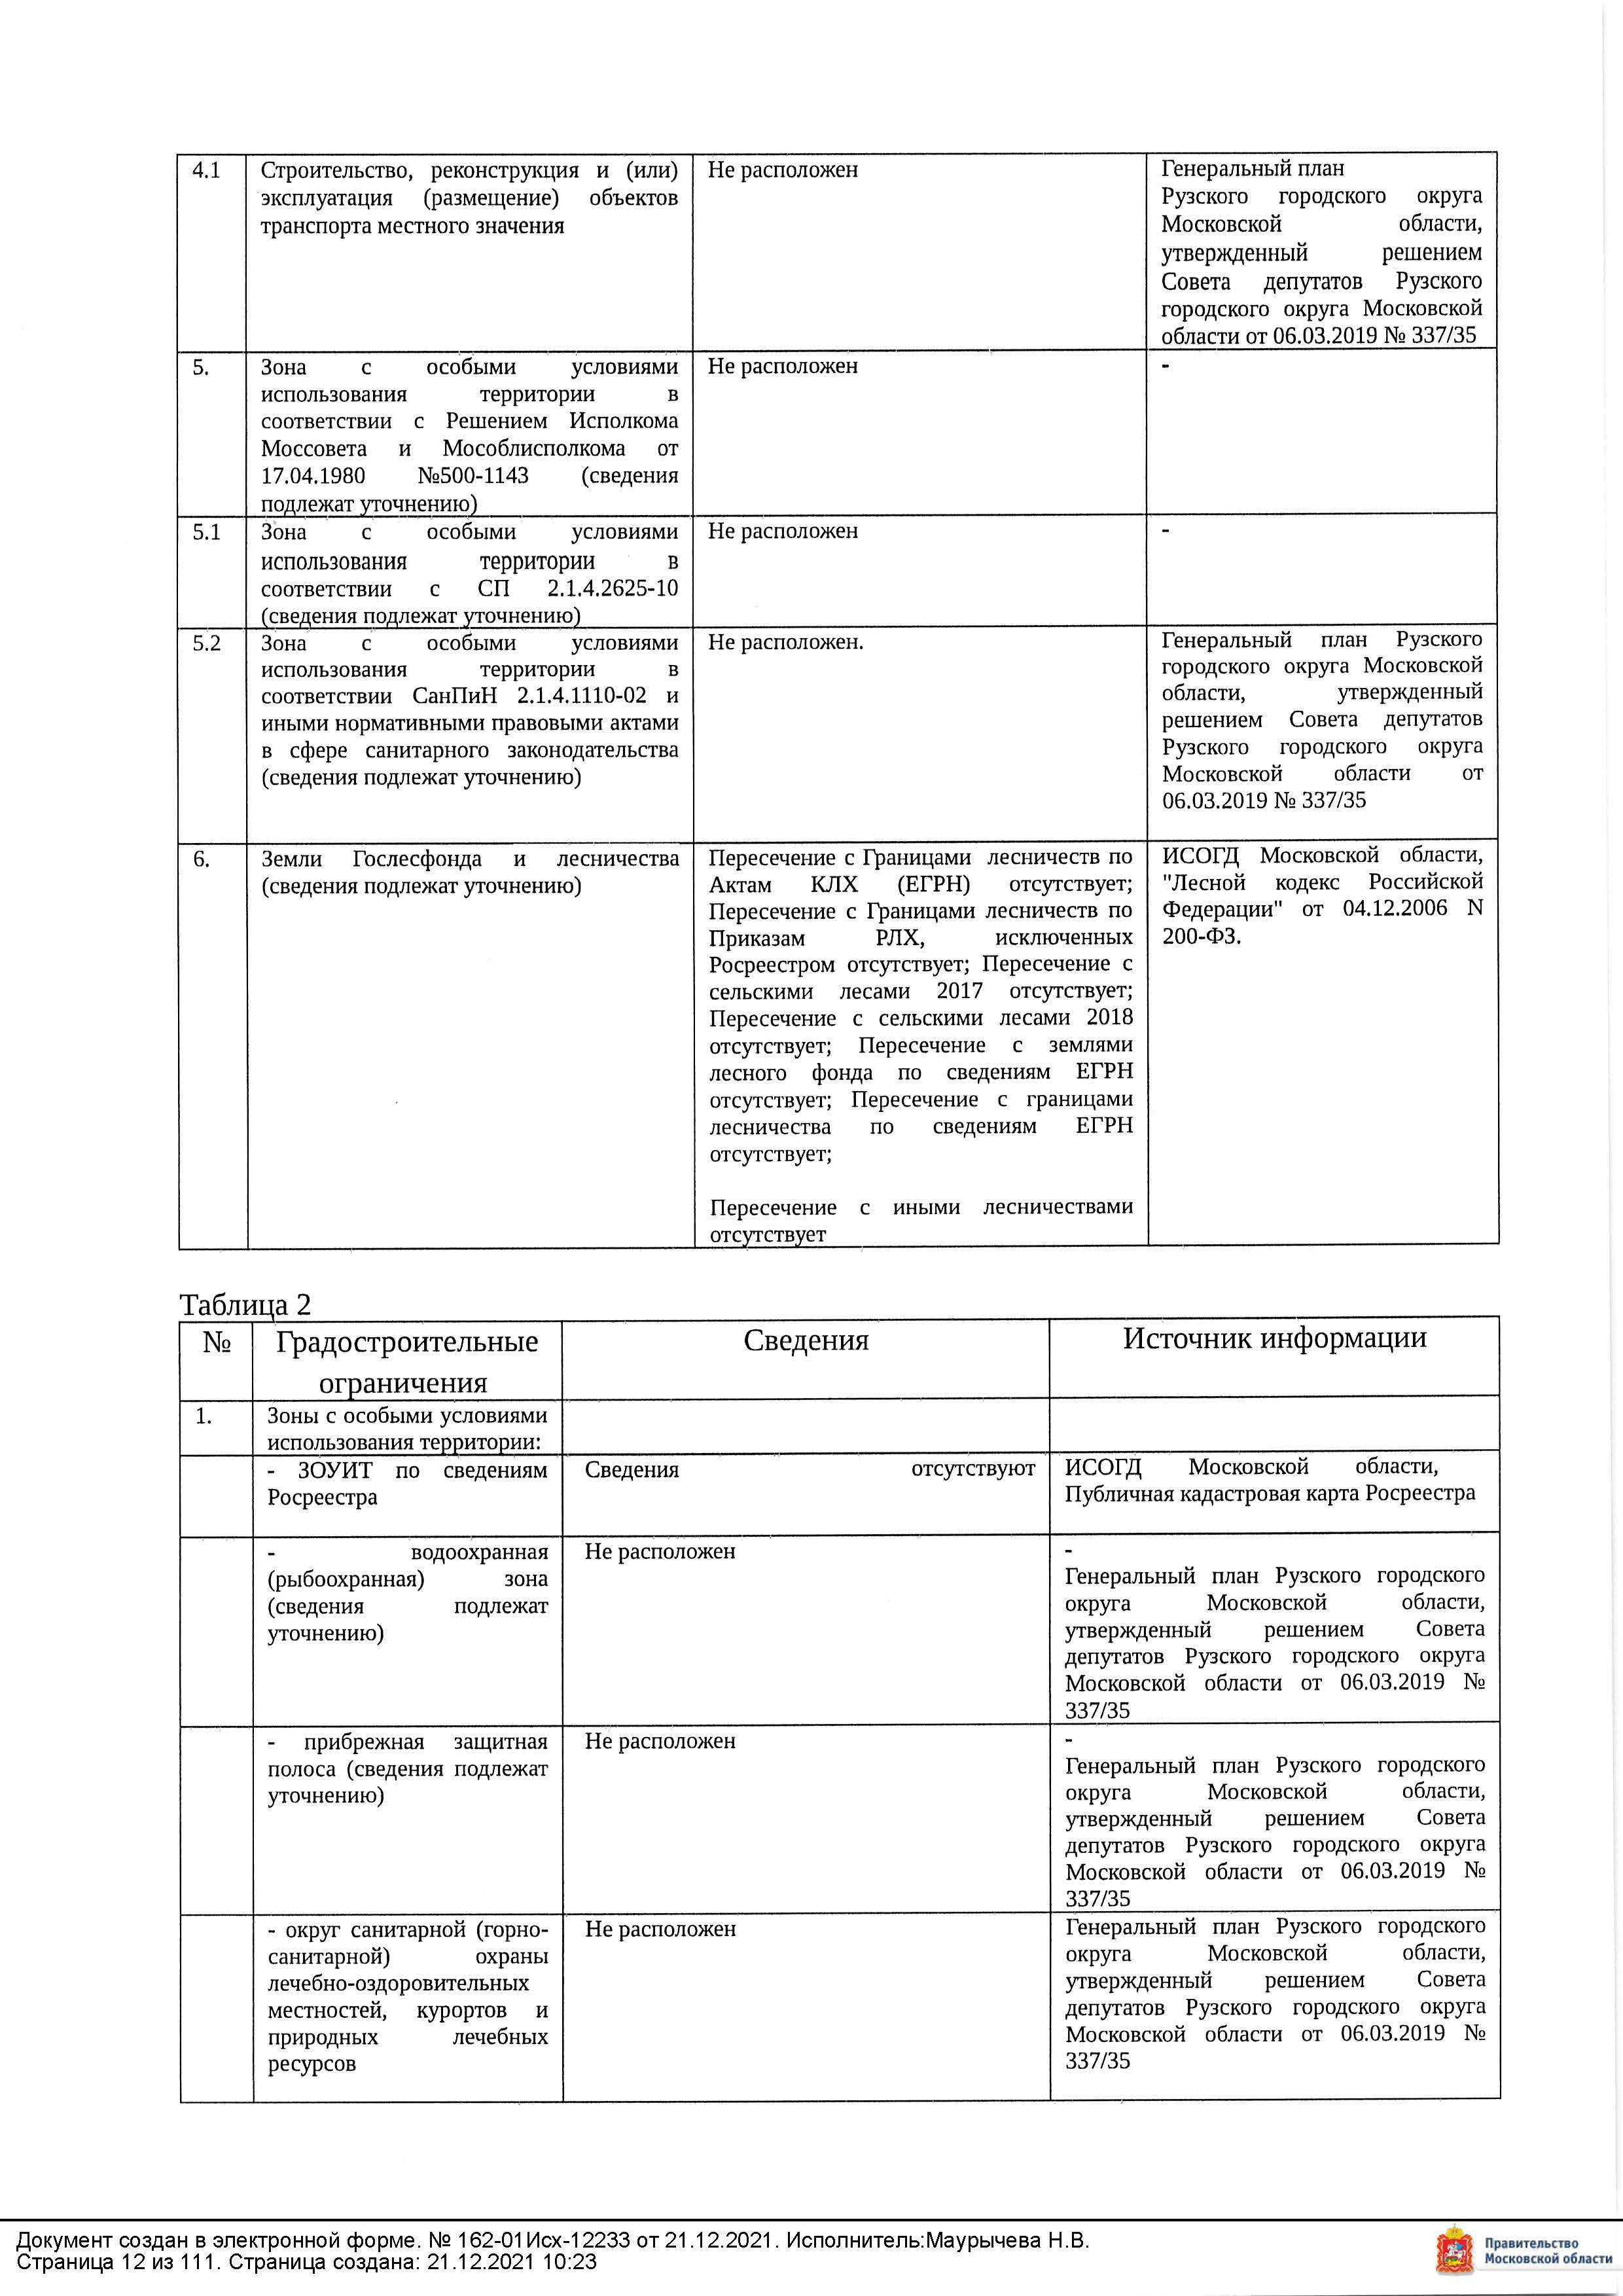 4.1
Строительство, реконструкция и (или)
эксплуатация (размещение) объектов
транспорта местного значения
Не расположен
Генеральный план
Рузского городского округа
Московской области,
утвержденный решением
Совета депутатов Рузского
городского округа Московской
области от 06.03.2019 № 337/35
5.
Зона с особыми условиями
использования территории в
соответствии с Решением Исполкома
Моссовета и Мособлисполкома от
17.04.1980 №500-1143 (сведения
подлежат уточнению)
Не расположен
-
5.1
Зона с особыми условиями
использования территории в
соответствии с СП 2.1.4.2625-10
(сведения подлежат уточнению)
Не расположен
-
5.2
Зона с особыми условиями
использования территории в
соответствии СанПиН 2.1.4.1110-02 и
иными нормативными правовыми актами
в сфере санитарного законодательства
(сведения подлежат уточнению)
Не расположен.
Генеральный план Рузского
городского округа Московской
области, утвержденный
решением Совета депутатов
Рузского городского округа
Московской области от
06.03.2019 № 337/35
6.
Земли Гослесфонда и лесничества
(сведения подлежат уточнению)
Пересечение с Границами лесничеств по
Актам КЛХ (ЕГРН) отсутствует;
Пересечение с Границами лесничеств по
Приказам РЛХ, исключенных
Росреестром отсутствует; Пересечение с
сельскими лесами 2017 отсутствует;
Пересечение с сельскими лесами 2018
отсутствует; Пересечение с землями
лесного фонда по сведениям ЕГРН
отсутствует; Пересечение с границами
лесничества по сведениям ЕГРН
отсутствует;
Пересечение с иными лесничествами
отсутствует
ИСОГД Московской области,
"Лесной кодекс Российской
Федерации" от 04.12.2006 N
200-ФЗ.
Таблица 2
№
Градостроительные
ограничения
Сведения
Источник информации
1.
Зоны с особыми условиями
использования территории:
- ЗОУИТ по сведениям
Росреестра
Сведения отсутствуют
ИСОГД Московской области,
Публичная кадастровая карта Росреестра
- водоохранная
(рыбоохранная) зона
(сведения подлежат
уточнению)
Не расположен
-
Генеральный план Рузского городского
округа Московской области,
утвержденный решением Совета
депутатов Рузского городского округа
Московской области от 06.03.2019 №
337/35
- прибрежная защитная
полоса (сведения подлежат
уточнению)
Не расположен
-
Генеральный план Рузского городского
округа Московской области,
утвержденный решением Совета
депутатов Рузского городского округа
Московской области от 06.03.2019 №
337/35
- округ санитарной (горно-
санитарной) охраны
лечебно-оздоровительных
местностей, курортов и
природных лечебных
ресурсов
Не расположен
Генеральный план Рузского городского
округа Московской области,
утвержденный решением Совета
депутатов Рузского городского округа
Московской области от 06.03.2019 №
337/35
Документ создан в электронной форме. № 162-01Исх-12233 от 21.12.2021. Исполнитель:Маурычева Н.В.
Страница 12 из 111. Страница создана: 21.12.2021 10:23
Правительство
Московской области